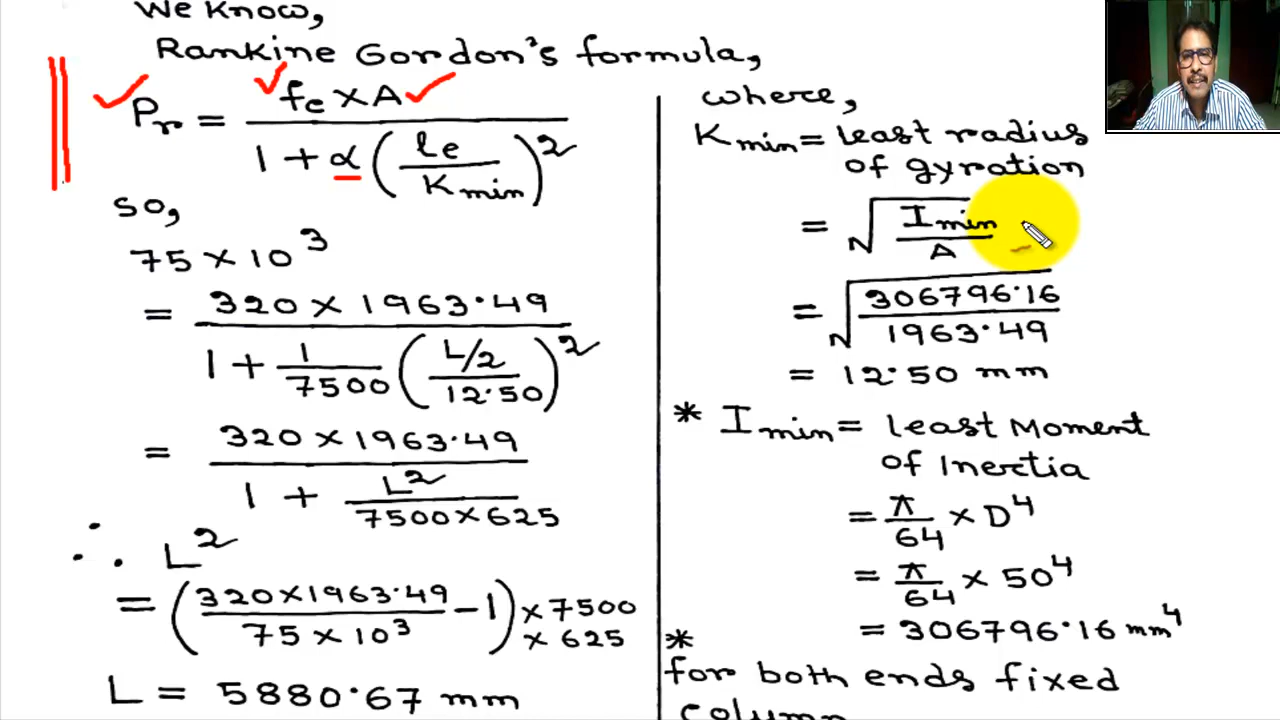 We know,
Rankine Gordon's formula,
Pr = fc × A / 1 + α (le / Kmin)²
so,
75 × 10³
= 320 × 1963.49 / 1 + 1/7500 (L/2 / 12.50)²
= 320 × 1963.49 / 1 + L² / 7500 × 625
∴ L²
= (320 × 1963.49 / 75 × 10³ − 1) × 7500 × 625
L = 5880.67 mm
where,
Kmin = least radius
of gyration
= √(Imin / A)
= √(306796.16 / 1963.49)
= 12.50 mm
* Imin = least Moment
of Inertia
= π/64 × D⁴
= π/64 × 50⁴
= 306796.16 mm⁴
*
for both ends fixed
column